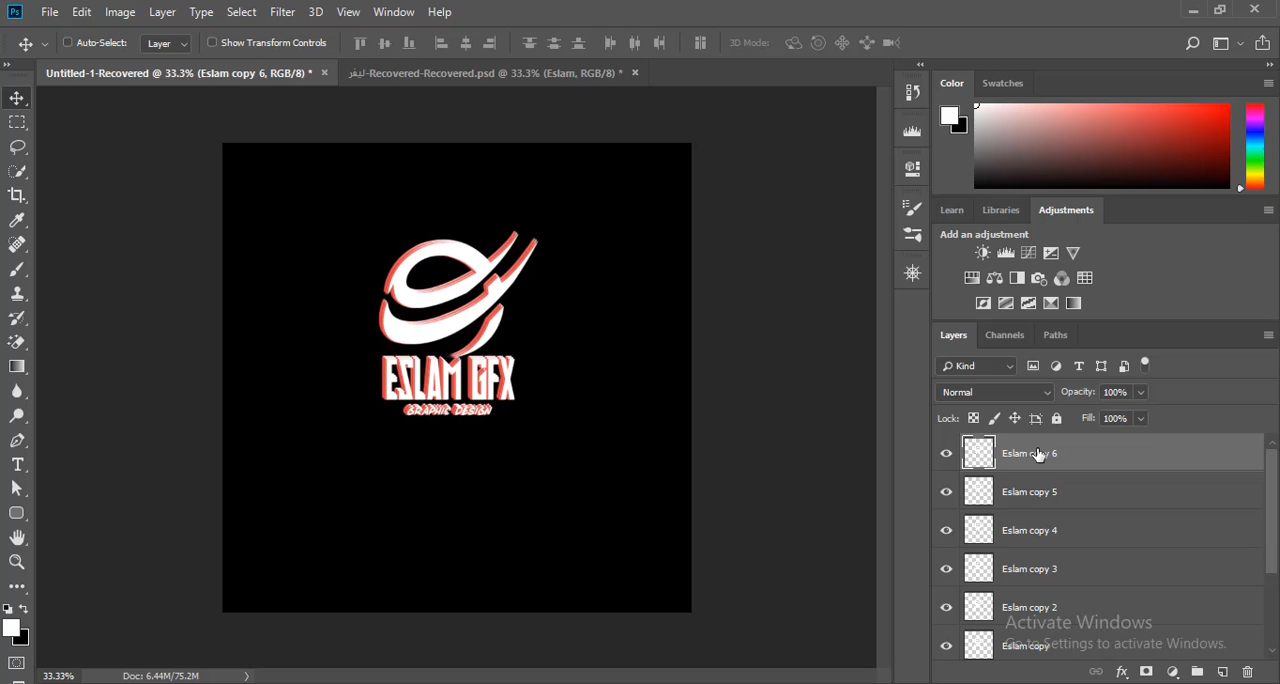 Ps File Edit Image Layer Type Select Filter 3D View Window Help
Auto-Select: Layer Show Transform Controls 3D Mode:
Untitled-1-Recovered @ 33.3% (Eslam copy 6, RGB/8) * ليفر-Recovered-Recovered.psd @ 33.3% (Eslam, RGB/8) *
Color Swatches
Learn Libraries Adjustments
Add an adjustment
Layers Channels Paths
Kind
Normal Opacity: 100%
Lock: Fill: 100%
Eslam copy 6
Eslam copy 5
Eslam copy 4
Eslam copy 3
Eslam copy 2
Eslam copy
Activate Windows
Go to Settings to activate Windows.
ESLAM GFX
GRAPHIC DESIGN
33.33% Doc: 6.44M/75.2M